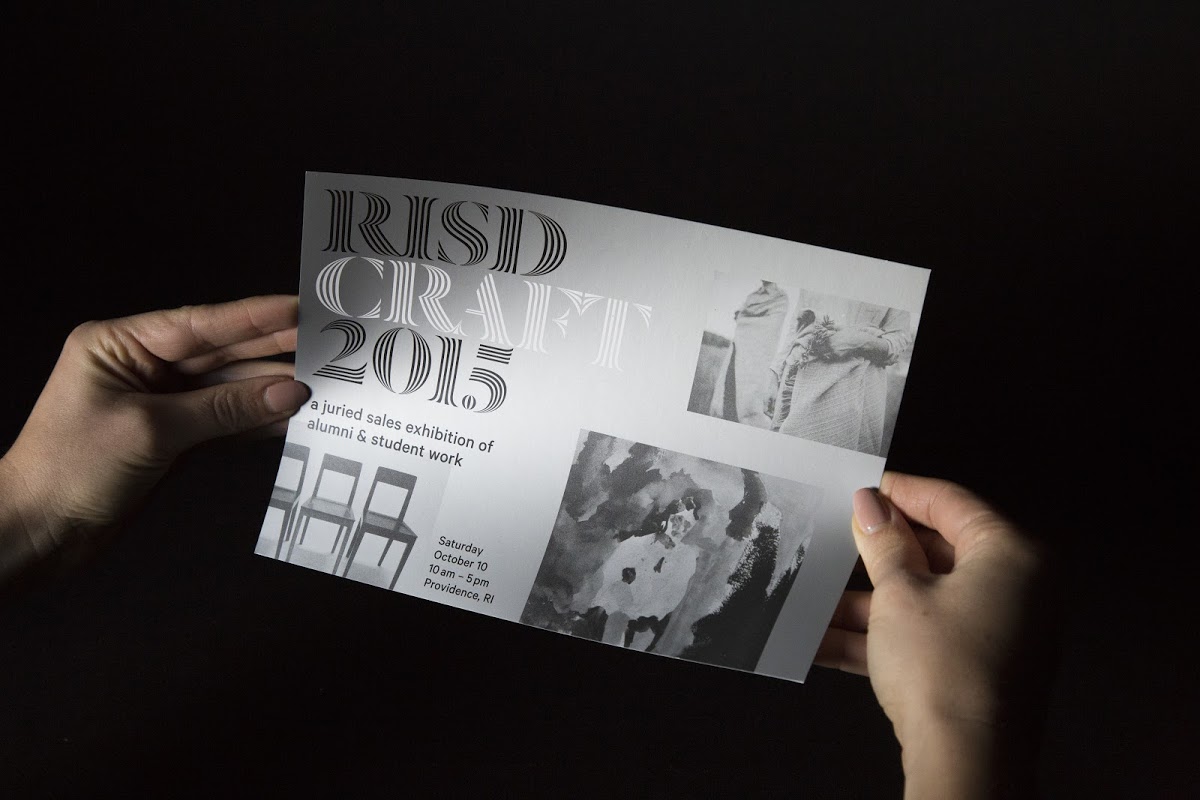 RISD
CRAFT
2015
a juried sales exhibition of
alumni & student work
Saturday
October 10
10 am – 5 pm
Providence, RI